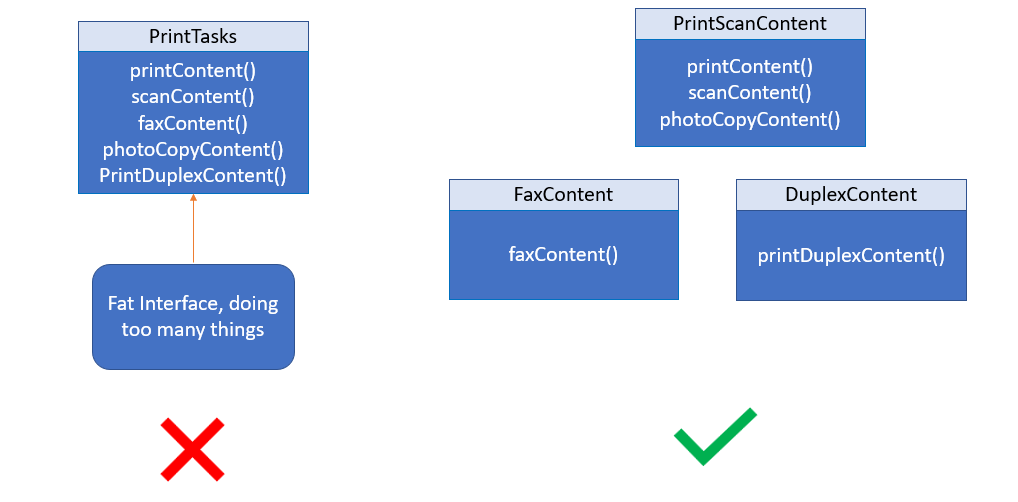 PrintTasks
printContent()
scanContent()
faxContent()
photoCopyContent()
PrintDuplexContent()
Fat Interface, doing
too many things
PrintScanContent
printContent()
scanContent()
photoCopyContent()
FaxContent
faxContent()
DuplexContent
printDuplexContent()